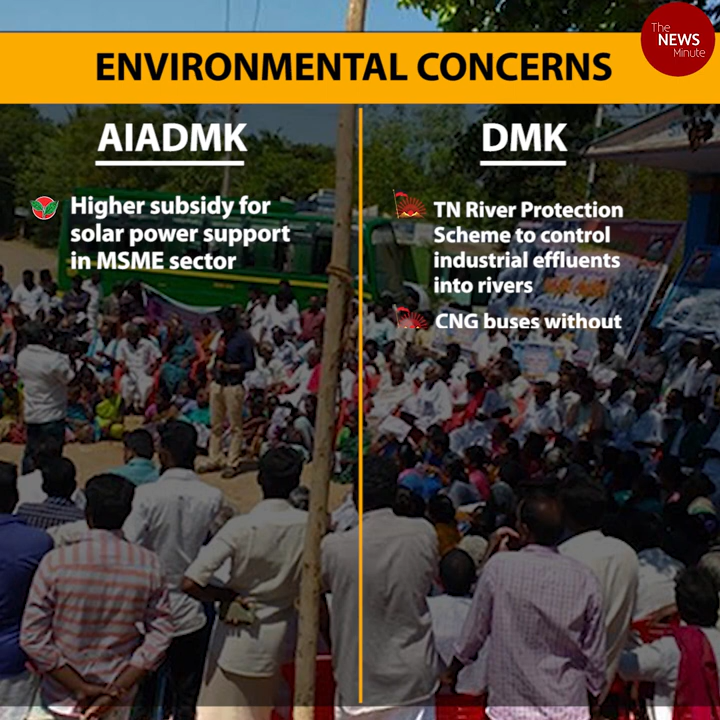 The
NEWS
Minute
ENVIRONMENTAL CONCERNS
AIADMK
Higher subsidy for
solar power support
in MSME sector
DMK
TN River Protection
Scheme to control
industrial effluents
into rivers
CNG buses without